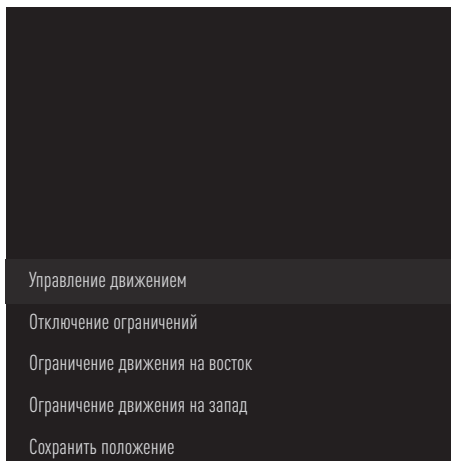 Управление движением
Отключение ограничений
Ограничение движения на восток
Ограничение движения на запад
Сохранить положение